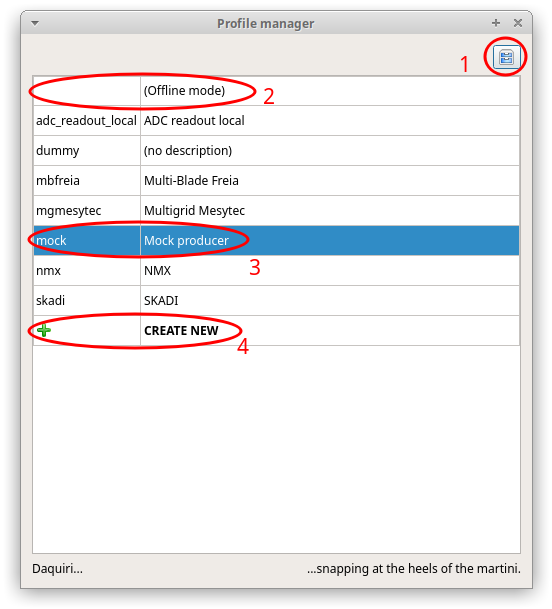 Profile manager
1
(Offline mode) 2
adc_readout_local ADC readout local
dummy (no description)
mbfreia Multi-Blade Freia
mgmesytec Multigrid Mesytec
mock Mock producer
3
nmx NMX
skadi SKADI
CREATE NEW
4
Daquiri... ...snapping at the heels of the martini.